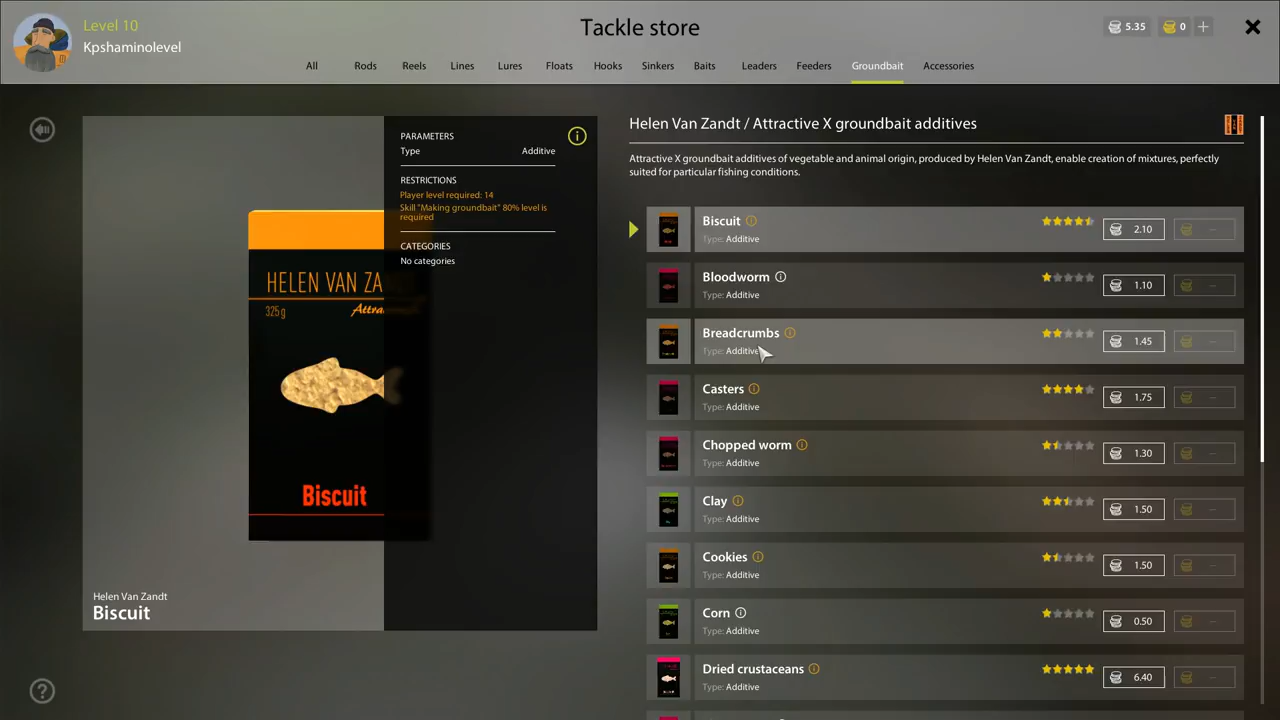 Level 10
Kpshaminolevel
Tackle store
5.35
0
All Rods Reels Lines Lures Floats Hooks Sinkers Baits Leaders Feeders Groundbait Accessories
PARAMETERS
Type Additive
RESTRICTIONS
Player level required: 14
Skill "Making groundbait" 80% level is
required
CATEGORIES
No categories
HELEN VAN ZA
325 g
Biscuit
Helen Van Zandt
Biscuit
Helen Van Zandt / Attractive X groundbait additives
Attractive X groundbait additives of vegetable and animal origin, produced by Helen Van Zandt, enable creation of mixtures, perfectly
suited for particular fishing conditions.
Biscuit
Type: Additive
2.10
Bloodworm
Type: Additive
1.10
Breadcrumbs
Type: Additive
1.45
Casters
Type: Additive
1.75
Chopped worm
Type: Additive
1.30
Clay
Type: Additive
1.50
Cookies
Type: Additive
1.50
Corn
Type: Additive
0.50
Dried crustaceans
Type: Additive
6.40